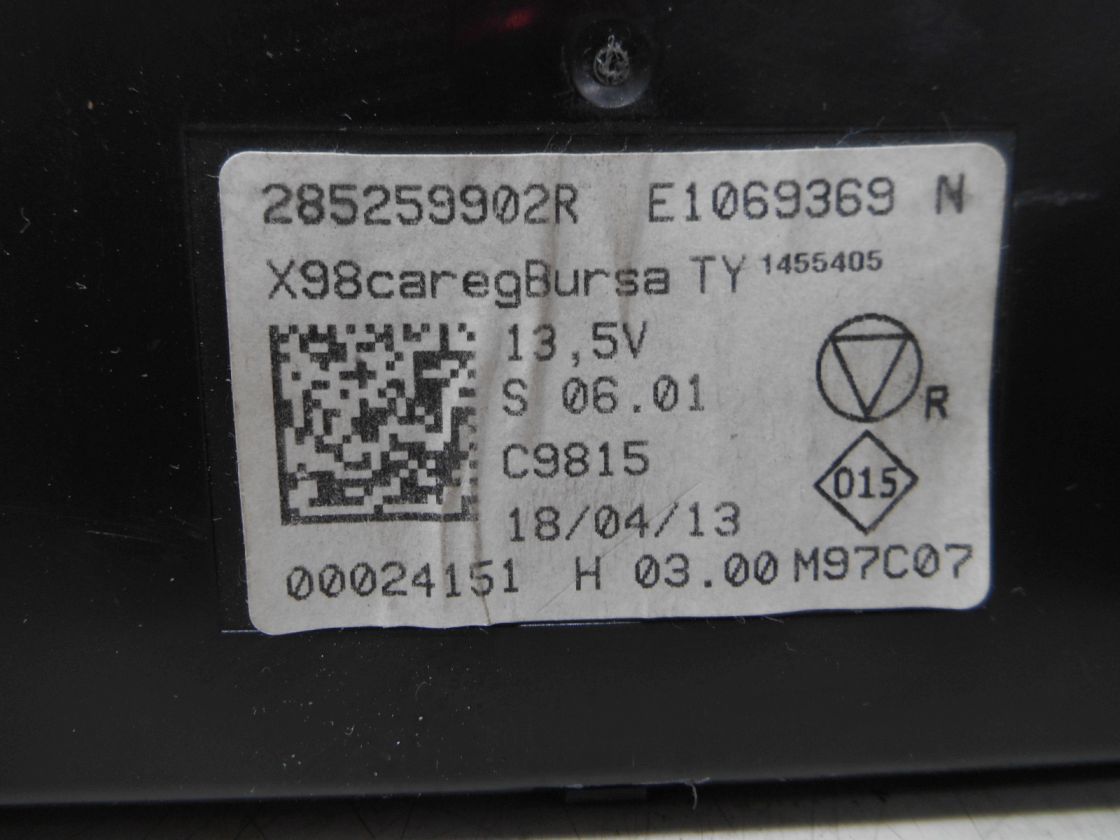 285259902R E1069369 N
X98caregBursa TY 1455405
13,5V
S 06.01
R
C9815
015
18/04/13
00024151 H 03.00 M97C07